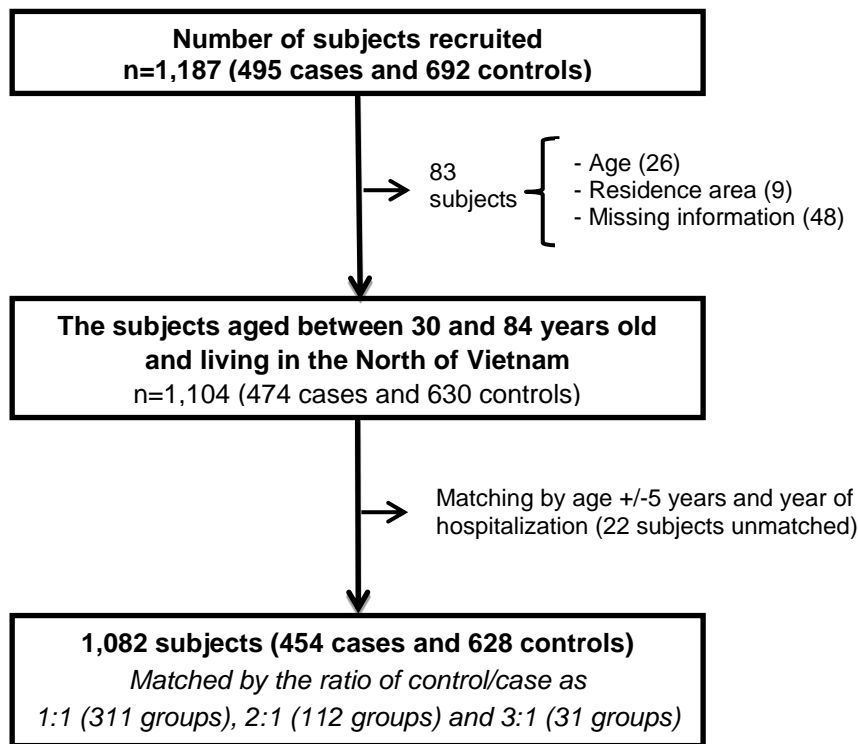 Number of subjects recruited
n=1,187 (495 cases and 692 controls)
83
subjects
- Age (26)
- Residence area (9)
- Missing information (48)
The subjects aged between 30 and 84 years old
and living in the North of Vietnam
n=1,104 (474 cases and 630 controls)
Matching by age +/-5 years and year of
hospitalization (22 subjects unmatched)
1,082 subjects (454 cases and 628 controls)
Matched by the ratio of control/case as
1:1 (311 groups), 2:1 (112 groups) and 3:1 (31 groups)